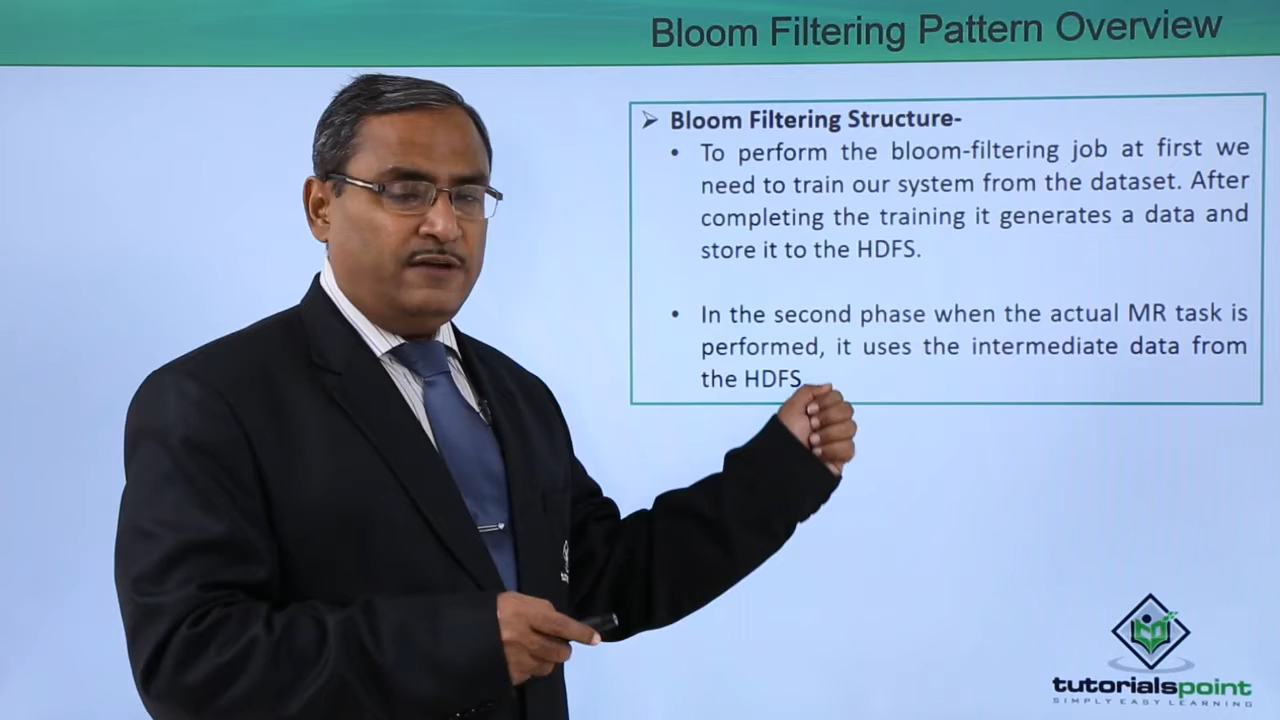 Bloom Filtering Pattern Overview
Bloom Filtering Structure-
• To perform the bloom-filtering job at first we
need to train our system from the dataset. After
completing the training it generates a data and
store it to the HDFS.
• In the second phase when the actual MR task is
performed, it uses the intermediate data from
the HDFS.
tutorialspoint
SIMPLY EASY LEARNING